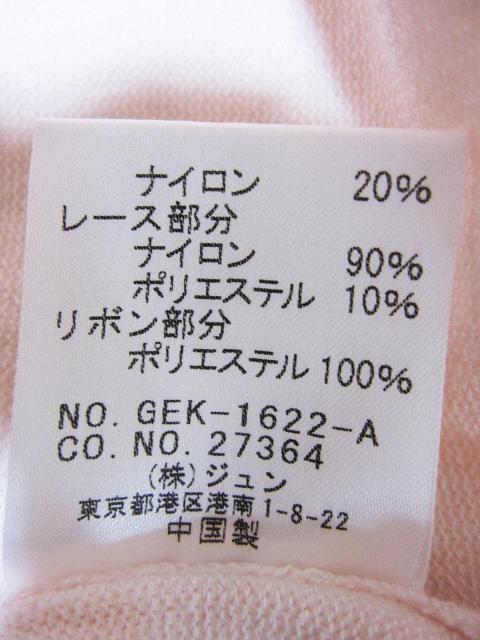 ナイロン 20%
レース部分
ナイロン 90%
ポリエステル 10%
リボン部分
ポリエステル 100%
NO. GEK-1622-A
CO. NO. 27364
(株)ジュン
東京都港区港南1-8-22
中国製